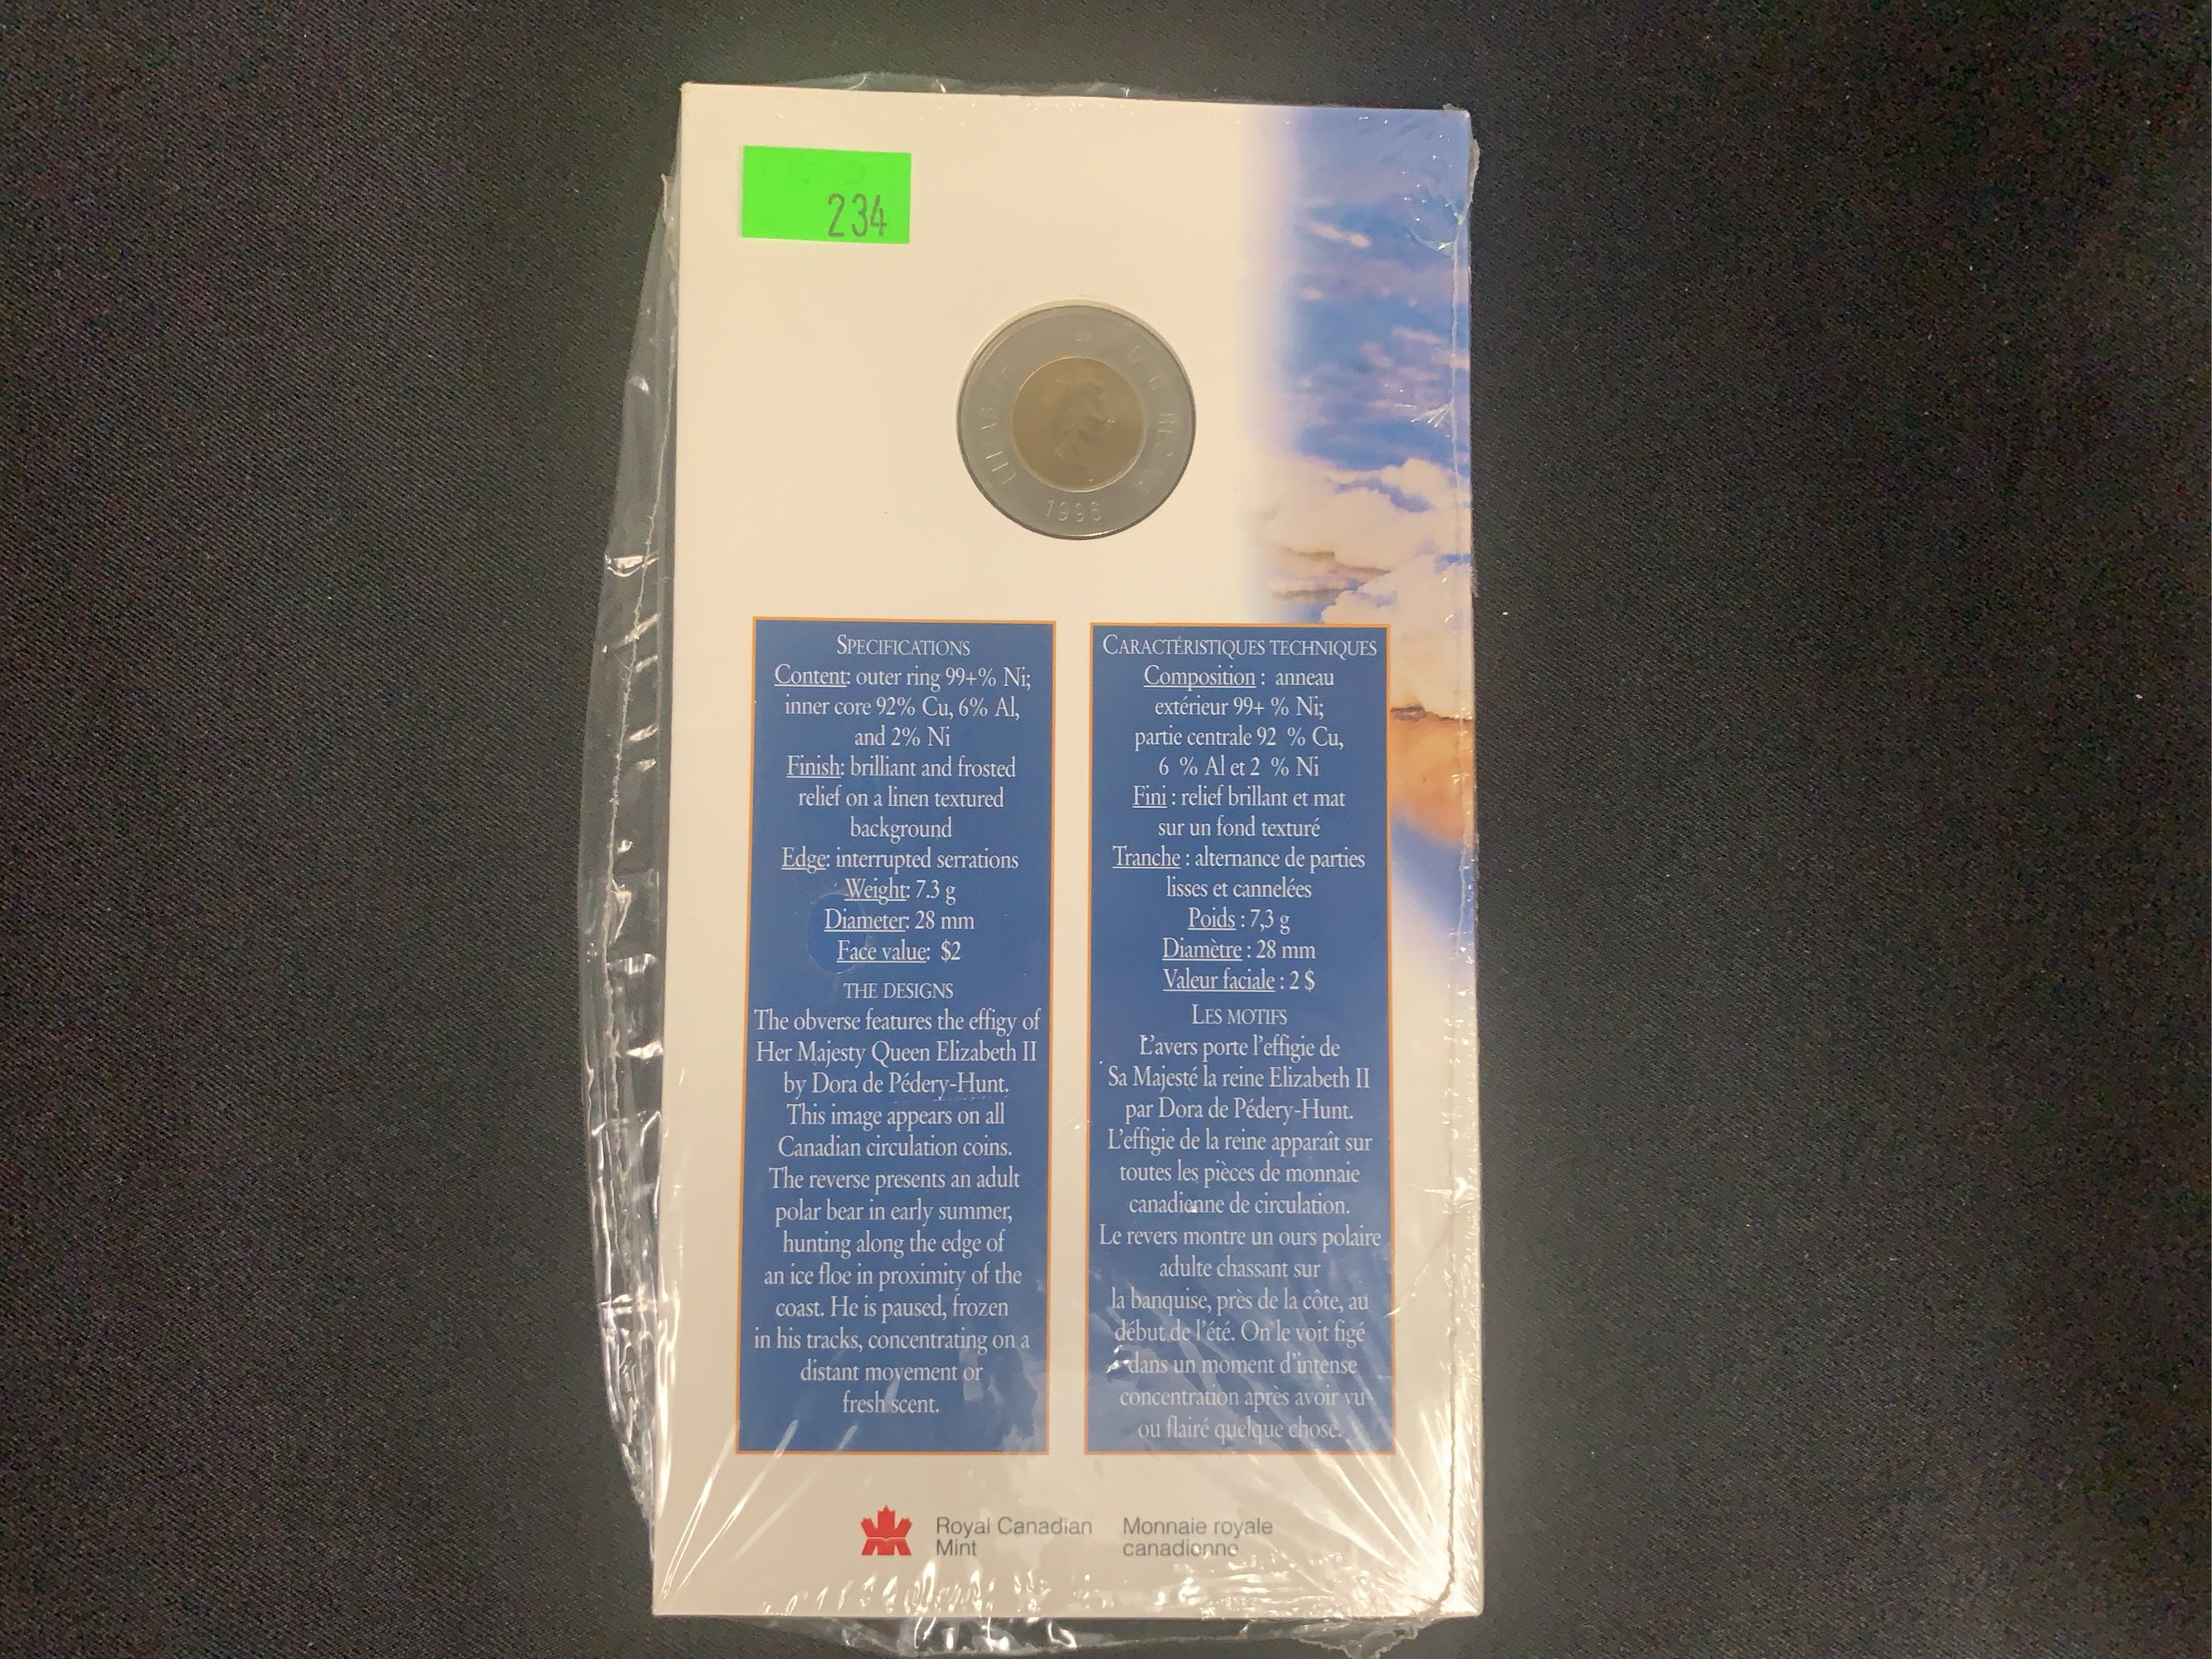 234
ELIZABETH II
D. G. REGINA
1996
SPECIFICATIONS
Content: outer ring 99+% Ni;
inner core 92% Cu, 6% Al,
and 2% Ni
Finish: brilliant and frosted
relief on a linen textured
background
Edge: interrupted serrations
Weight: 7.3 g
Diameter: 28 mm
Face value: $2
THE DESIGNS
The obverse features the effigy of
Her Majesty Queen Elizabeth II
by Dora de Pédery-Hunt.
This image appears on all
Canadian circulation coins.
The reverse presents an adult
polar bear in early summer,
hunting along the edge of
an ice floe in proximity of the
coast. He is paused, frozen
in his tracks, concentrating on a
distant movement or
fresh scent.
CARACTÉRISTIQUES TECHNIQUES
Composition : anneau
extérieur 99+ % Ni;
partie centrale 92 % Cu,
6 % Al et 2 % Ni
Fini : relief brillant et mat
sur un fond texturé
Tranche : alternance de parties
lisses et cannelées
Poids : 7,3 g
Diamètre : 28 mm
Valeur faciale : 2 $
LES MOTIFS
L'avers porte l'effigie de
Sa Majesté la reine Elizabeth II
par Dora de Pédery-Hunt.
L'effigie de la reine apparaît sur
toutes les pièces de monnaie
canadienne de circulation.
Le revers montre un ours polaire
adulte chassant sur
la banquise, près de la côte, au
début de l'été. On le voit figé
dans un moment d'intense
concentration après avoir vu
ou flairé quelque chose.
Royal Canadian
Mint
Monnaie royale
canadienne